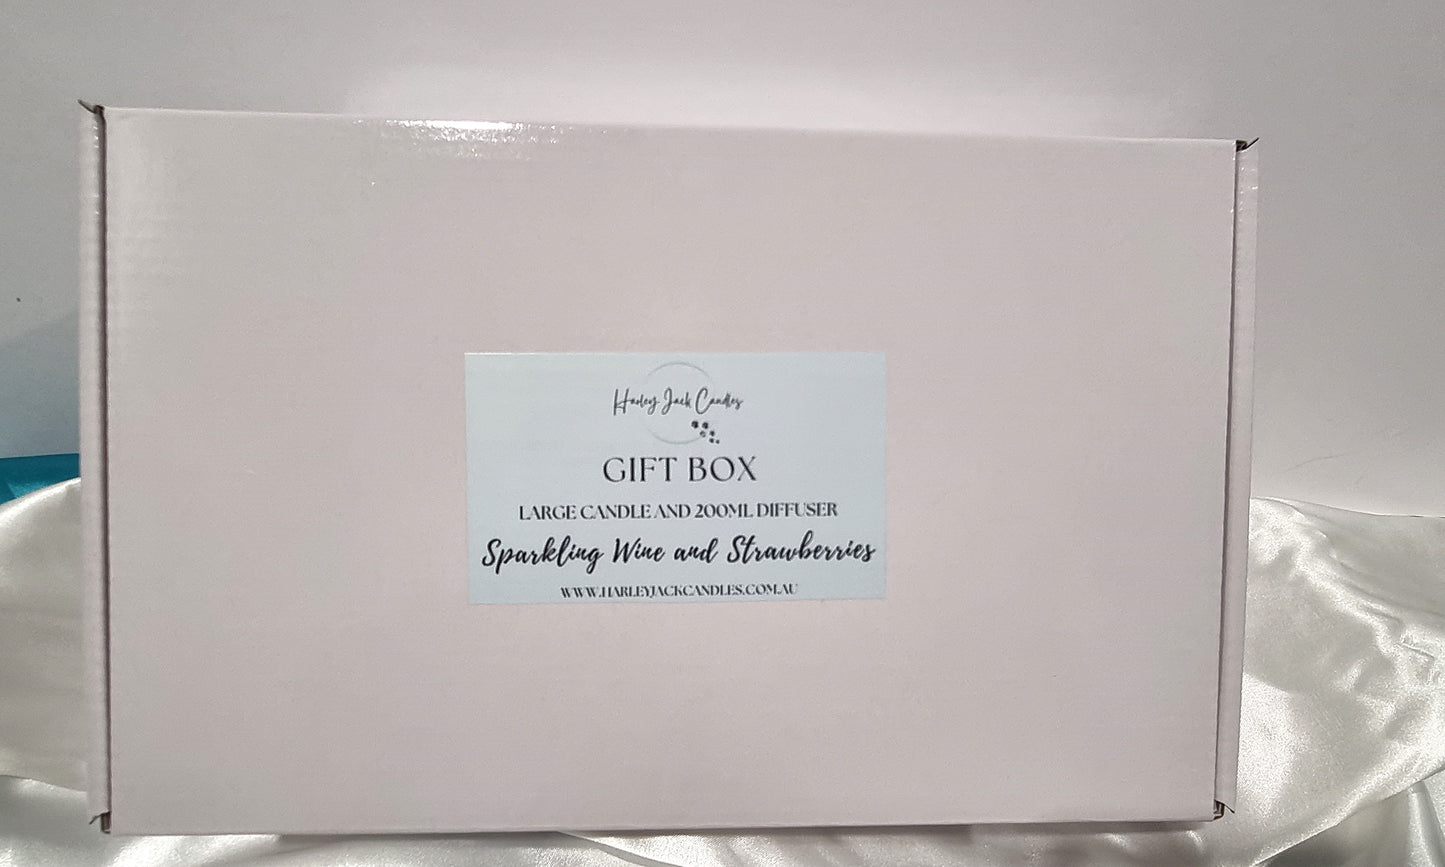 Harley Jack Candles
GIFT BOX
LARGE CANDLE AND 200ML DIFFUSER
Sparkling Wine and Strawberries
WWW.HARLEYJACKCANDLES.COM.AU